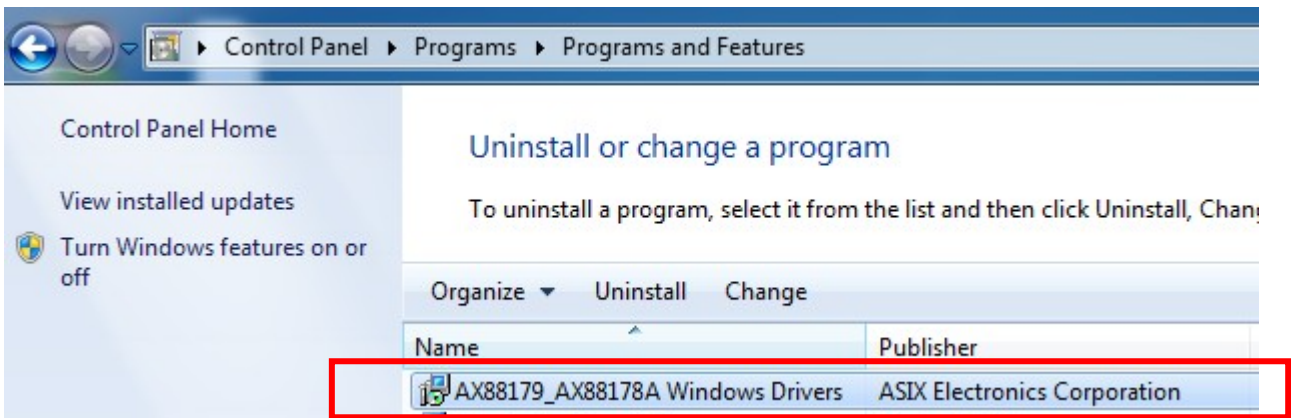 Control Panel ▸ Programs ▸ Programs and Features
Control Panel Home
View installed updates
Turn Windows features on or
off
Uninstall or change a program
To uninstall a program, select it from the list and then click Uninstall,
Organize Uninstall Change
Name Publisher
AX88179_AX88178A Windows Drivers ASIX Electronics Corporation